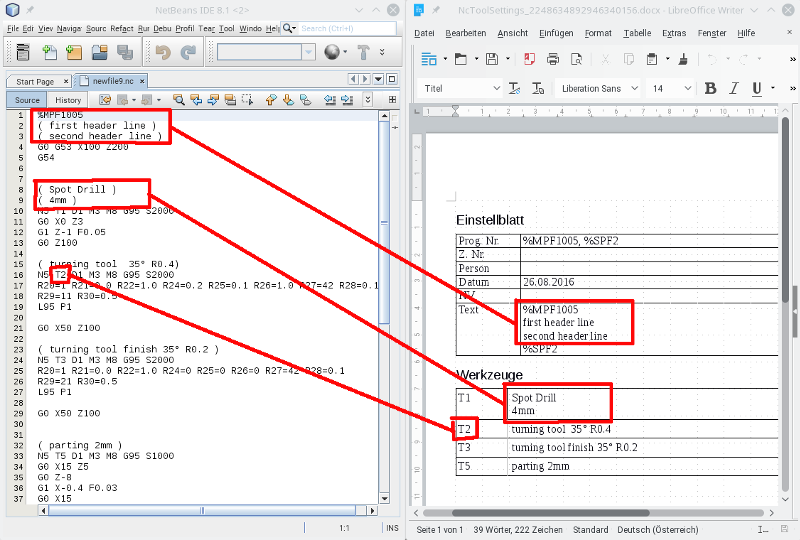 NetBeans IDE 8.1 <2>
File Edit View Navigate Source Refact Run Debug Profil Team Tool Window Help
Search (Ctrl+I)
Start Page
newfile9.nc
Source History
1 %MPF1005
2 ( first header line )
3 ( second header line )
4 G0 G53 X100 Z200
5 G54
6
7
8 ( Spot Drill )
9 ( 4mm )
10 N5 T1 D1 M3 M8 G95 S2000
11 G0 X0 Z3
12 G1 Z-1 F0.05
13 G0 Z100
14
15 ( turning tool 35° R0.4)
16 N5 T2 D1 M3 M8 G95 S2000
17 R20=1 R21=0.0 R22=1.0 R24=0.2 R25=0.1 R26=1.0 R27=42 R28=0.1
18 R29=11 R30=0.5
19 L95 P1
20
21 G0 X50 Z100
22
23 ( turning tool finish 35° R0.2 )
24 N5 T3 D1 M3 M8 G95 S2000
25 R20=1 R21=0.0 R22=1.0 R24=0 R25=0 R26=0 R27=42 R28=0.1
26 R29=21 R30=0.5
27 L95 P1
28
29 G0 X50 Z100
30
31
32 ( parting 2mm )
33 N5 T5 D1 M3 M8 G95 S1000
34 G0 X15 Z5
35 G0 Z-8
36 G1 X-0.4 F0.03
37 G0 X15
1:1 INS
NcToolSettings_2248634892946340156.docx - LibreOffice Writer
Datei Bearbeiten Ansicht Einfügen Format Tabelle Extras Fenster Hilfe
Titel Liberation Sans 14 B I U
Einstellblatt
Prog. Nr. %MPF1005, %SPF2
Z. Nr.
Person
Datum 26.08.2016
NV
Text %MPF1005
first header line
second header line
%SPF2
Werkzeuge
T1 Spot Drill
4mm
T2 turning tool 35° R0.4
T3 turning tool finish 35° R0.2
T5 parting 2mm
Seite 1 von 1 39 Wörter, 222 Zeichen Standard Deutsch (Österreich)